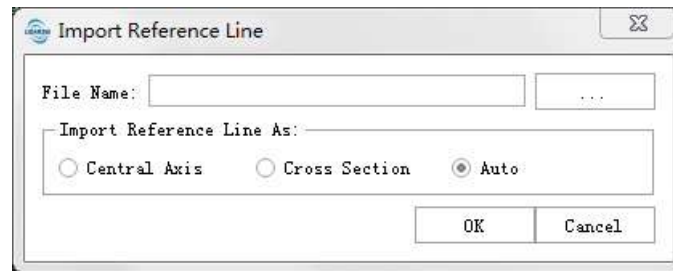 Import Reference Line
File Name:
...
Import Reference Line As:
Central Axis Cross Section Auto
OK Cancel